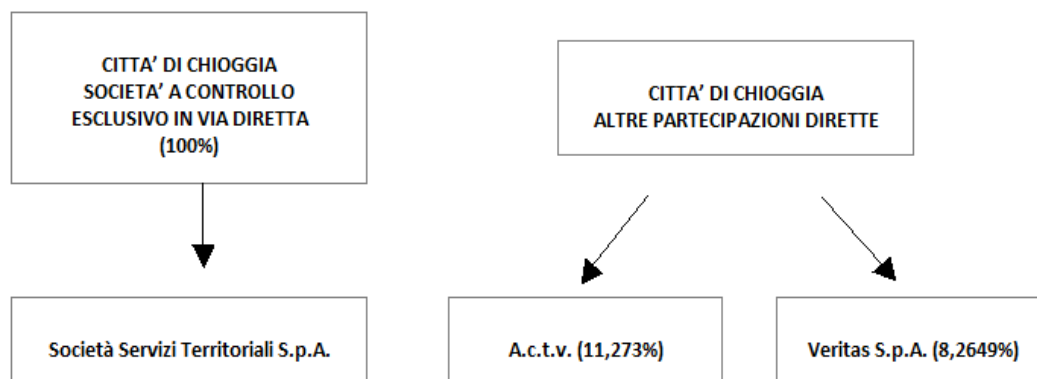 CITTA’ DI CHIOGGIA
SOCIETA’ A CONTROLLO
ESCLUSIVO IN VIA DIRETTA
(100%)
CITTA’ DI CHIOGGIA
ALTRE PARTECIPAZIONI DIRETTE
Società Servizi Territoriali S.p.A.
A.c.t.v. (11,273%)
Veritas S.p.A. (8,2649%)